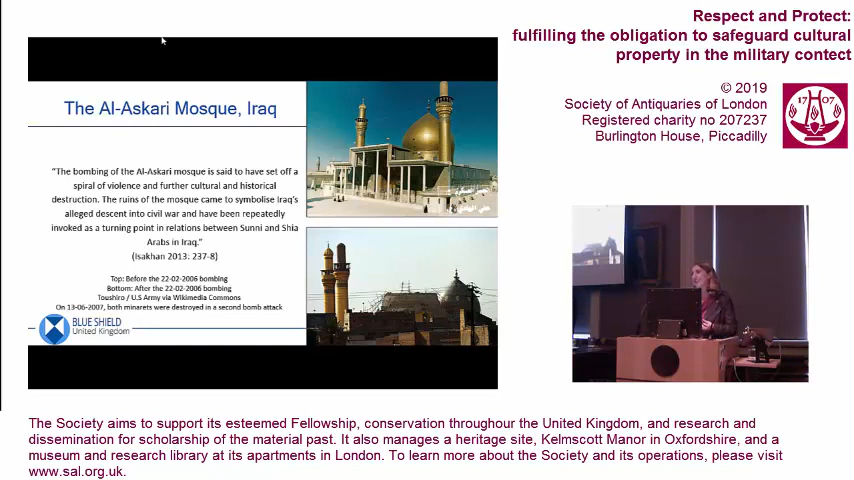 Respect and Protect:
fulfilling the obligation to safeguard cultural
property in the military contect
© 2019
Society of Antiquaries of London
Registered charity no 207237
Burlington House, Piccadilly
17 07
The Al-Askari Mosque, Iraq
“The bombing of the Al-Askari mosque is said to have set off a
spiral of violence and further cultural and historical
destruction. The ruins of the mosque came to symbolise Iraq's
alleged descent into civil war and have been repeatedly
invoked as a turning point in relations between Sunni and Shia
Arabs in Iraq.”
(Isakhan 2013: 237-8)
Top: Before the 22-02-2006 bombing
Bottom: After the 22-02-2006 bombing
Toushiro / U.S Army via Wikimedia Commons
On 13-06-2007, both minarets were destroyed in a second bomb attack
BLUE SHIELD
United Kingdom
The Society aims to support its esteemed Fellowship, conservation throughour the United Kingdom, and research and
dissemination for scholarship of the material past. It also manages a heritage site, Kelmscott Manor in Oxfordshire, and a
museum and research library at its apartments in London. To learn more about the Society and its operations, please visit
www.sal.org.uk.